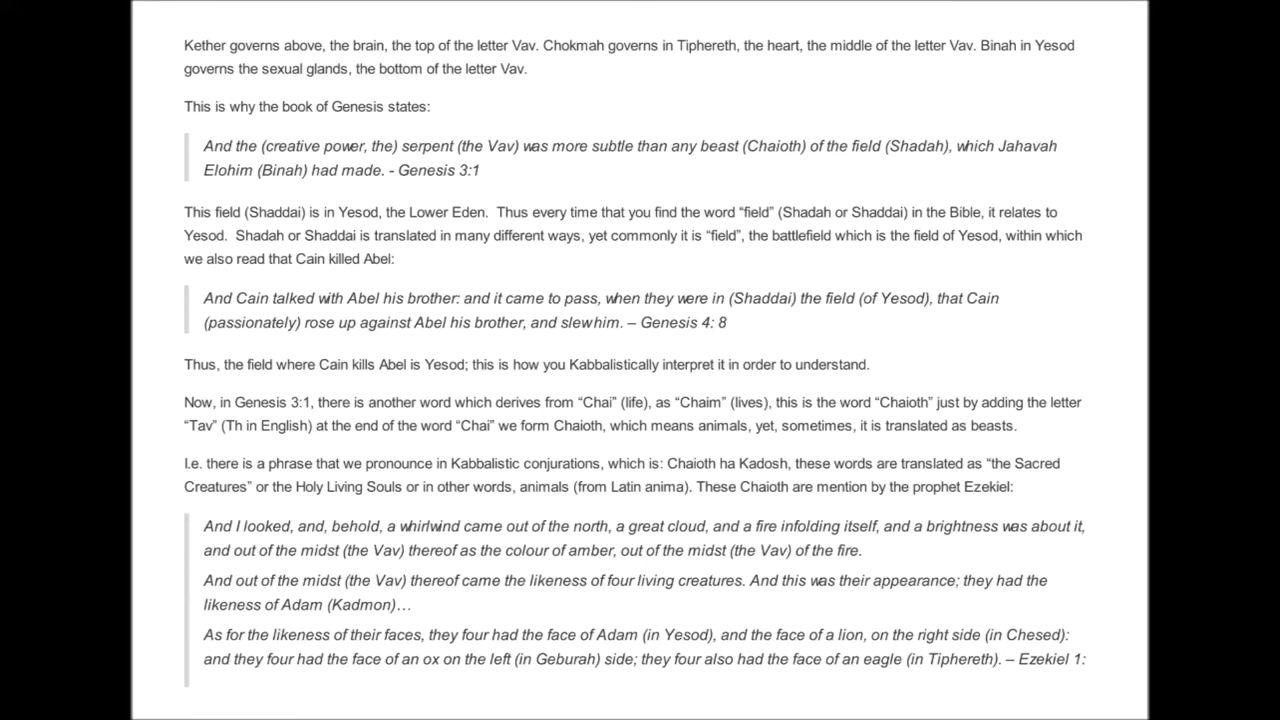 Kether governs above, the brain, the top of the letter Vav. Chokmah governs in Tiphereth, the heart, the middle of the letter Vav. Binah in Yesod
governs the sexual glands, the bottom of the letter Vav.
This is why the book of Genesis states:
And the (creative power, the) serpent (the Vav) was more subtle than any beast (Chaioth) of the field (Shadah), which Jahavah
Elohim (Binah) had made. - Genesis 3:1
This field (Shaddai) is in Yesod, the Lower Eden.  Thus every time that you find the word “field” (Shadah or Shaddai) in the Bible, it relates to
Yesod.  Shadah or Shaddai is translated in many different ways, yet commonly it is “field”, the battlefield which is the field of Yesod, within which
we also read that Cain killed Abel:
And Cain talked with Abel his brother: and it came to pass, when they were in (Shaddai) the field (of Yesod), that Cain
(passionately) rose up against Abel his brother, and slew him. – Genesis 4: 8
Thus, the field where Cain kills Abel is Yesod; this is how you Kabbalistically interpret it in order to understand.
Now, in Genesis 3:1, there is another word which derives from “Chai” (life), as “Chaim” (lives), this is the word “Chaioth” just by adding the letter
“Tav” (Th in English) at the end of the word “Chai” we form Chaioth, which means animals, yet, sometimes, it is translated as beasts.
I.e. there is a phrase that we pronounce in Kabbalistic conjurations, which is: Chaioth ha Kadosh, these words are translated as “the Sacred
Creatures” or the Holy Living Souls or in other words, animals (from Latin anima). These Chaioth are mention by the prophet Ezekiel:
And I looked, and, behold, a whirlwind came out of the north, a great cloud, and a fire infolding itself, and a brightness was about it,
and out of the midst (the Vav) thereof as the colour of amber, out of the midst (the Vav) of the fire.
And out of the midst (the Vav) thereof came the likeness of four living creatures. And this was their appearance; they had the
likeness of Adam (Kadmon)…
As for the likeness of their faces, they four had the face of Adam (in Yesod), and the face of a lion, on the right side (in Chesed):
and they four had the face of an ox on the left (in Geburah) side; they four also had the face of an eagle (in Tiphereth). – Ezekiel 1: